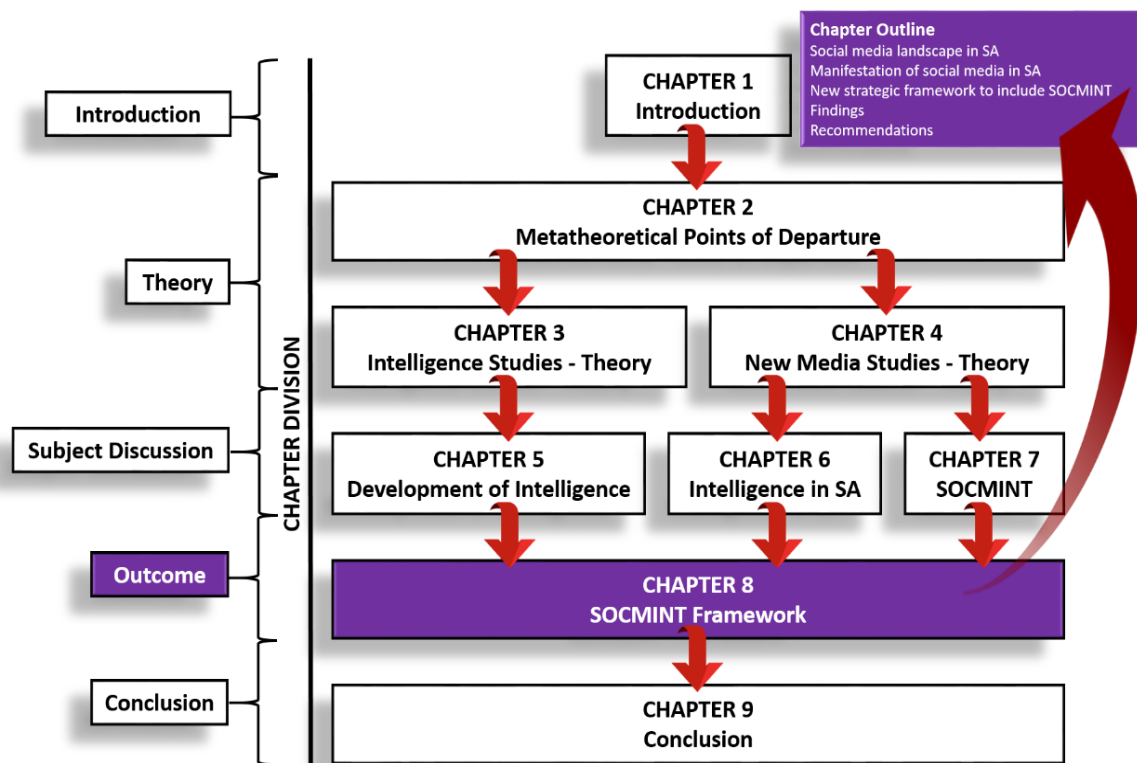 Chapter Outline
Social media landscape in SA
Manifestation of social media in SA
New strategic framework to include SOCMINT
Findings
Recommendations
CHAPTER 1
Introduction
Introduction
CHAPTER 2
Metatheoretical Points of Departure
Theory
CHAPTER DIVISION
CHAPTER 3
Intelligence Studies - Theory
CHAPTER 4
New Media Studies - Theory
Subject Discussion
CHAPTER 5
Development of Intelligence
CHAPTER 6
Intelligence in SA
CHAPTER 7
SOCMINT
Outcome
CHAPTER 8
SOCMINT Framework
Conclusion
CHAPTER 9
Conclusion